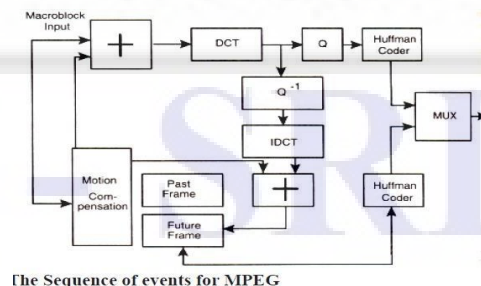 Macroblock
Input
+
DCT
Q
Huffman
Coder
Q -1
MUX
IDCT
Motion
Com-
pensation
Past
Frame
+
Huffman
Coder
Future
Frame
SRI
The Sequence of events for MPEG